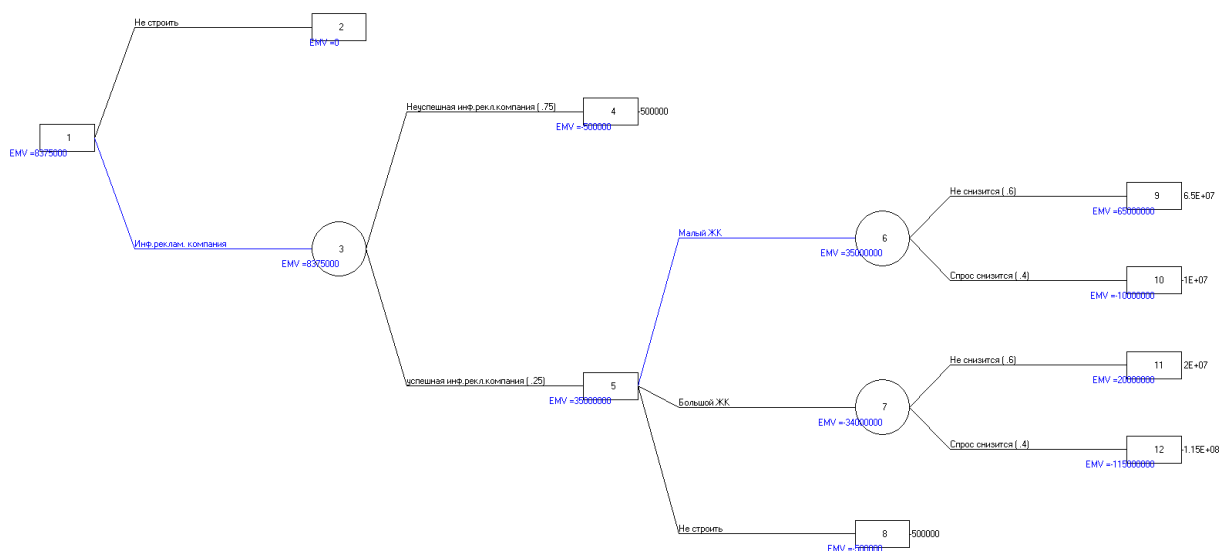 Не строить
2
EMV =0
1
EMV =8375000
Неуспешная инф.рекл.компания ( .75)
4
-500000
EMV =-500000
Инф.реклам. компания
3
EMV =8375000
Малый ЖК
6
EMV =35000000
Не снизится ( .6)
9
6.5E+07
EMV =65000000
Спрос снизится ( .4)
10
-1E+07
EMV =-10000000
успешная инф.рекл.компания ( .25)
5
EMV =35000000
Большой ЖК
7
EMV =-34000000
Не снизится ( .6)
11
2E+07
EMV =20000000
Спрос снизится ( .4)
12
-1.15E+08
EMV =-115000000
Не строить
8
-500000
EMV =-500000